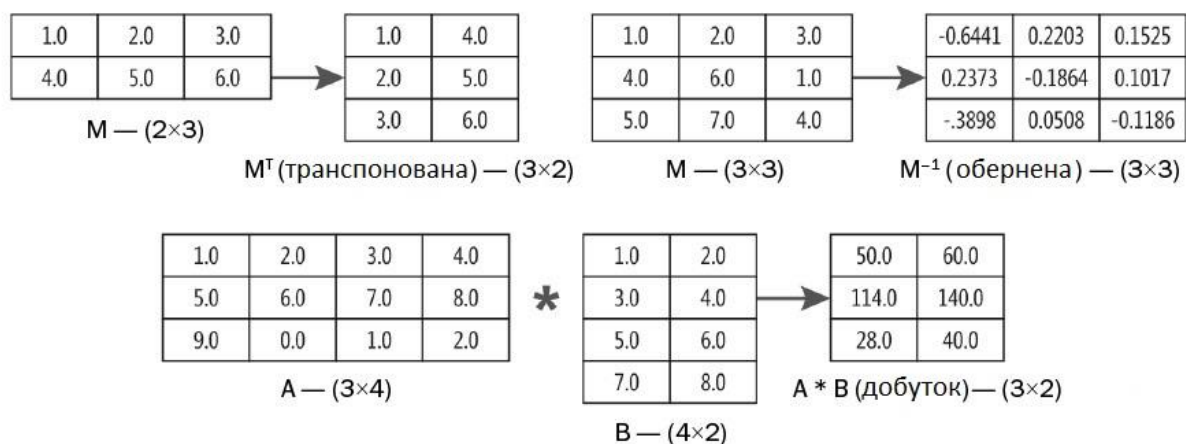 1.0 2.0 3.0
4.0 5.0 6.0
M — (2×3)
1.0 4.0
2.0 5.0
3.0 6.0
Mᵀ (транспонована) — (3×2)
1.0 2.0 3.0
4.0 6.0 1.0
5.0 7.0 4.0
M — (3×3)
-0.6441 0.2203 0.1525
0.2373 -0.1864 0.1017
-.3898 0.0508 -0.1186
M⁻¹ (обернена) — (3×3)
1.0 2.0 3.0 4.0
5.0 6.0 7.0 8.0
9.0 0.0 1.0 2.0
A — (3×4)
*
1.0 2.0
3.0 4.0
5.0 6.0
7.0 8.0
B — (4×2)
50.0 60.0
114.0 140.0
28.0 40.0
A * B (добуток) — (3×2)